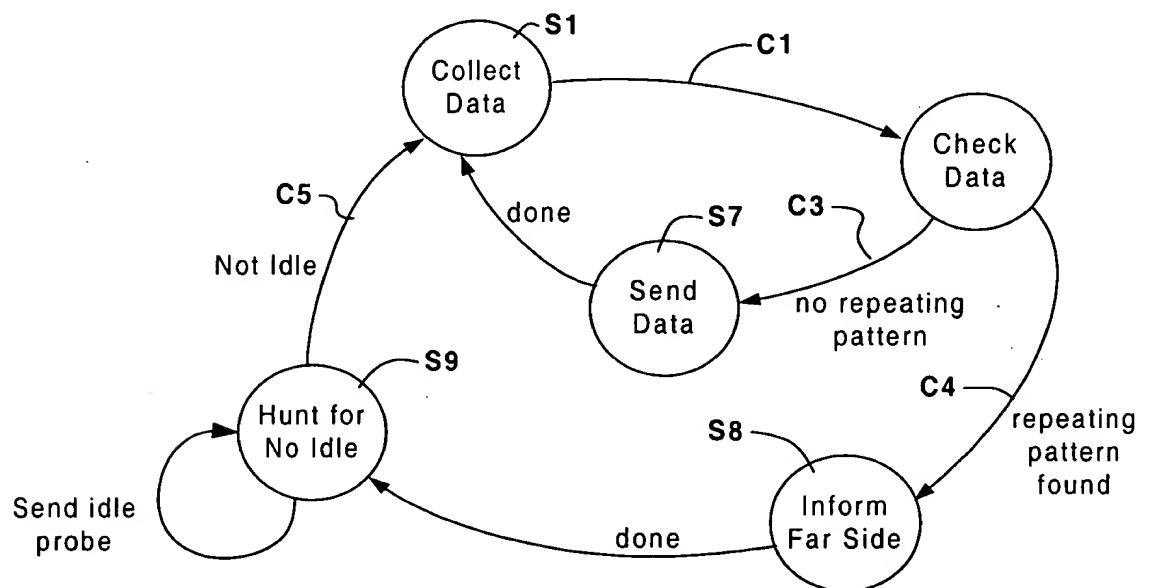 S1
Collect
Data
C1
Check
Data
C5
done
S7
C3
Not Idle
Send
Data
no repeating
pattern
S9
C4
Hunt for
No Idle
S8
repeating
pattern
found
Send idle
probe
done
Inform
Far Side